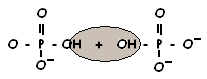 O O
O - P - OH + OH - P - O⁻
O⁻ O⁻